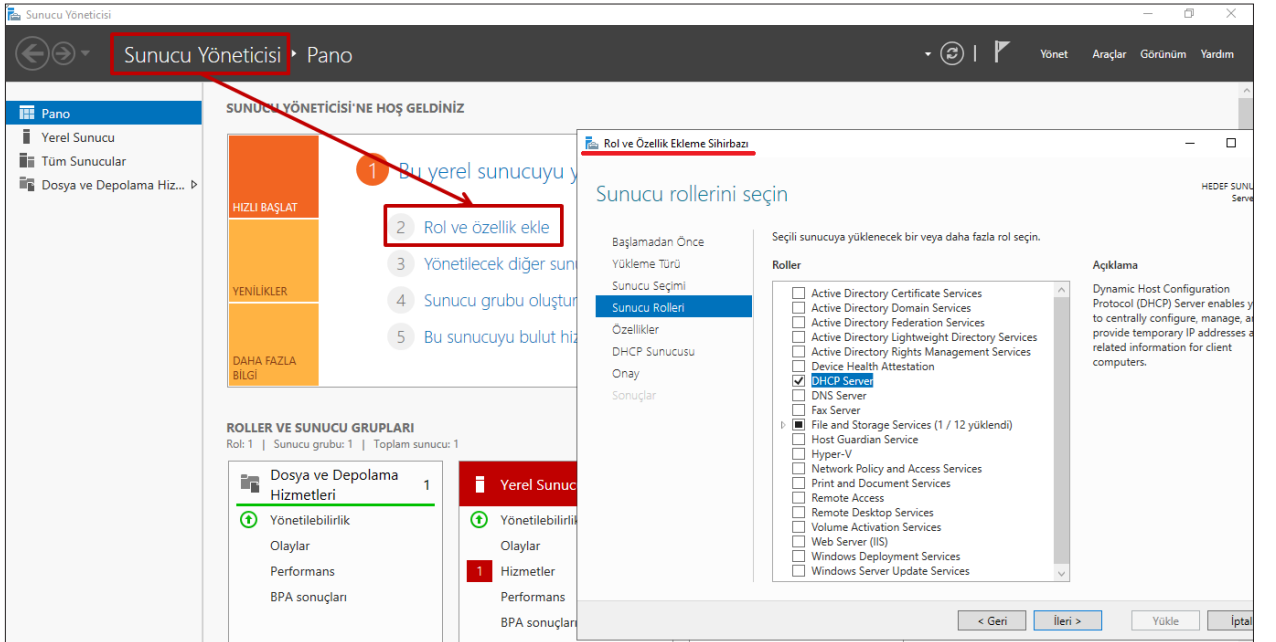 Sunucu Yöneticisi
Sunucu Yöneticisi • Pano
Yönet Araçlar Görünüm Yardım
Pano
Yerel Sunucu
Tüm Sunucular
Dosya ve Depolama Hiz...
SUNUCU YÖNETİCİSİ'NE HOŞ GELDİNİZ
HIZLI BAŞLAT
YENİLİKLER
DAHA FAZLA
BİLGİ
1 Bu yerel sunucuyu y
2 Rol ve özellik ekle
3 Yönetilecek diğer sunu
4 Sunucu grubu oluştur
5 Bu sunucuyu bulut hiz
ROLLER VE SUNUCU GRUPLARI
Rol: 1 | Sunucu grubu: 1 | Toplam sunucu: 1
Dosya ve Depolama
Hizmetleri
1
Yönetilebilirlik
Olaylar
Performans
BPA sonuçları
Yerel Sunuc
Yönetilebilirlik
Olaylar
1 Hizmetler
Performans
BPA sonuçları
Rol ve Özellik Ekleme Sihirbazı
Sunucu rollerini seçin
HEDEF SUNU
Serve
Başlamadan Önce
Yükleme Türü
Sunucu Seçimi
Sunucu Rolleri
Özellikler
DHCP Sunucusu
Onay
Sonuçlar
Seçili sunucuya yüklenecek bir veya daha fazla rol seçin.
Roller
Active Directory Certificate Services
Active Directory Domain Services
Active Directory Federation Services
Active Directory Lightweight Directory Services
Active Directory Rights Management Services
Device Health Attestation
DHCP Server
DNS Server
Fax Server
File and Storage Services (1 / 12 yüklendi)
Host Guardian Service
Hyper-V
Network Policy and Access Services
Print and Document Services
Remote Access
Remote Desktop Services
Volume Activation Services
Web Server (IIS)
Windows Deployment Services
Windows Server Update Services
Açıklama
Dynamic Host Configuration
Protocol (DHCP) Server enables y
to centrally configure, manage, a
provide temporary IP addresses a
related information for client
computers.
< Geri İleri > Yükle İptal